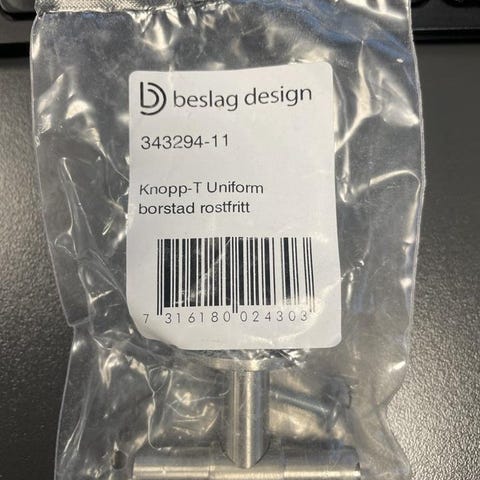 beslag design
343294-11
Knopp-T Uniform
borstad rostfritt
7 316180 024303